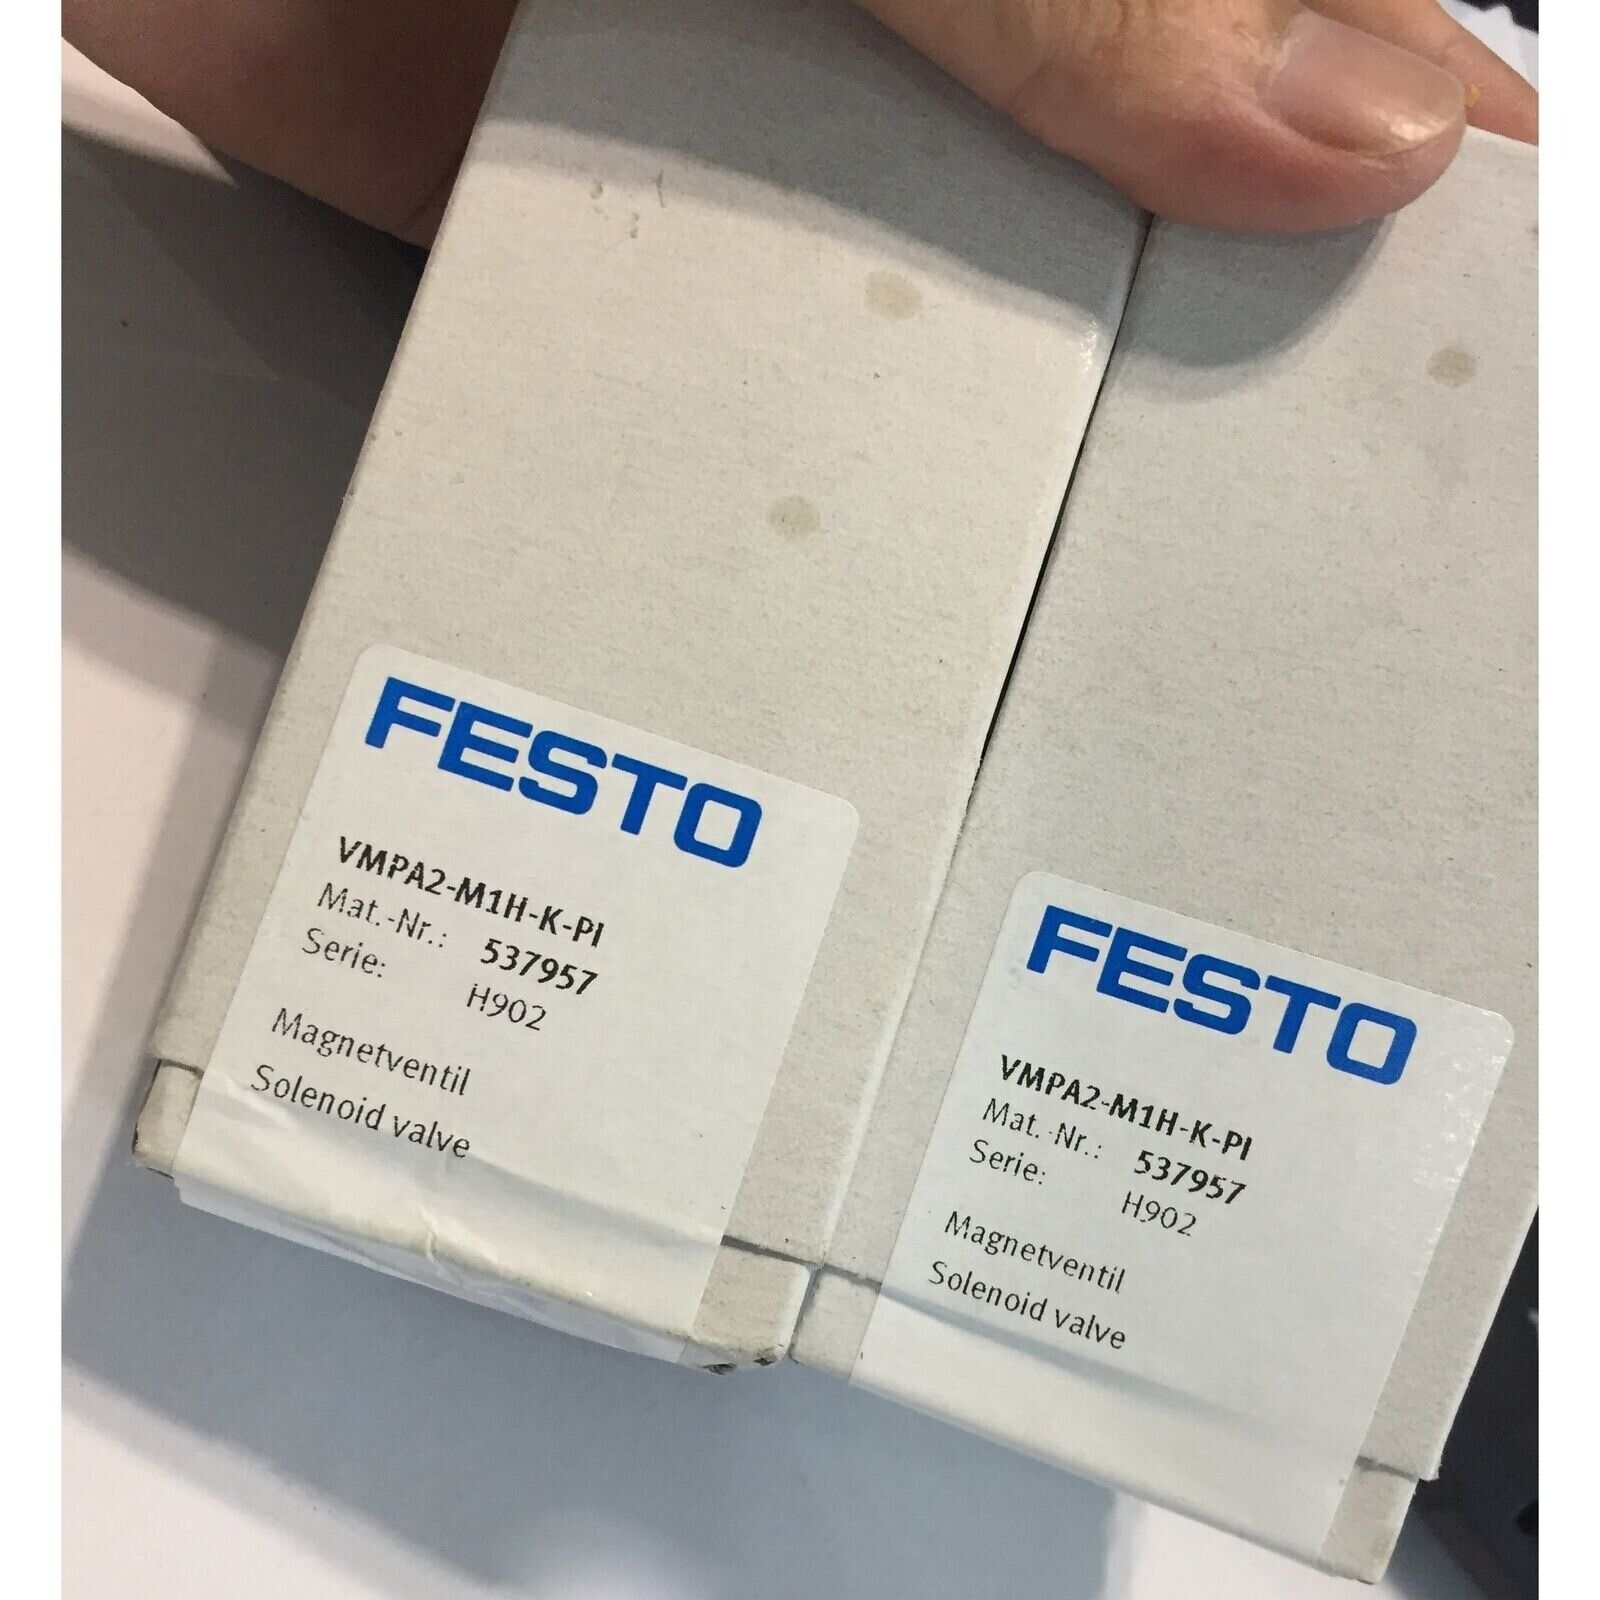 FESTO
VMPA2-M1H-K-PI
Mat.-Nr.: 537957
Serie: H902
Magnetventil
Solenoid valve
FESTO
VMPA2-M1H-K-PI
Mat.-Nr.: 537957
Serie: H902
Magnetventil
Solenoid valve